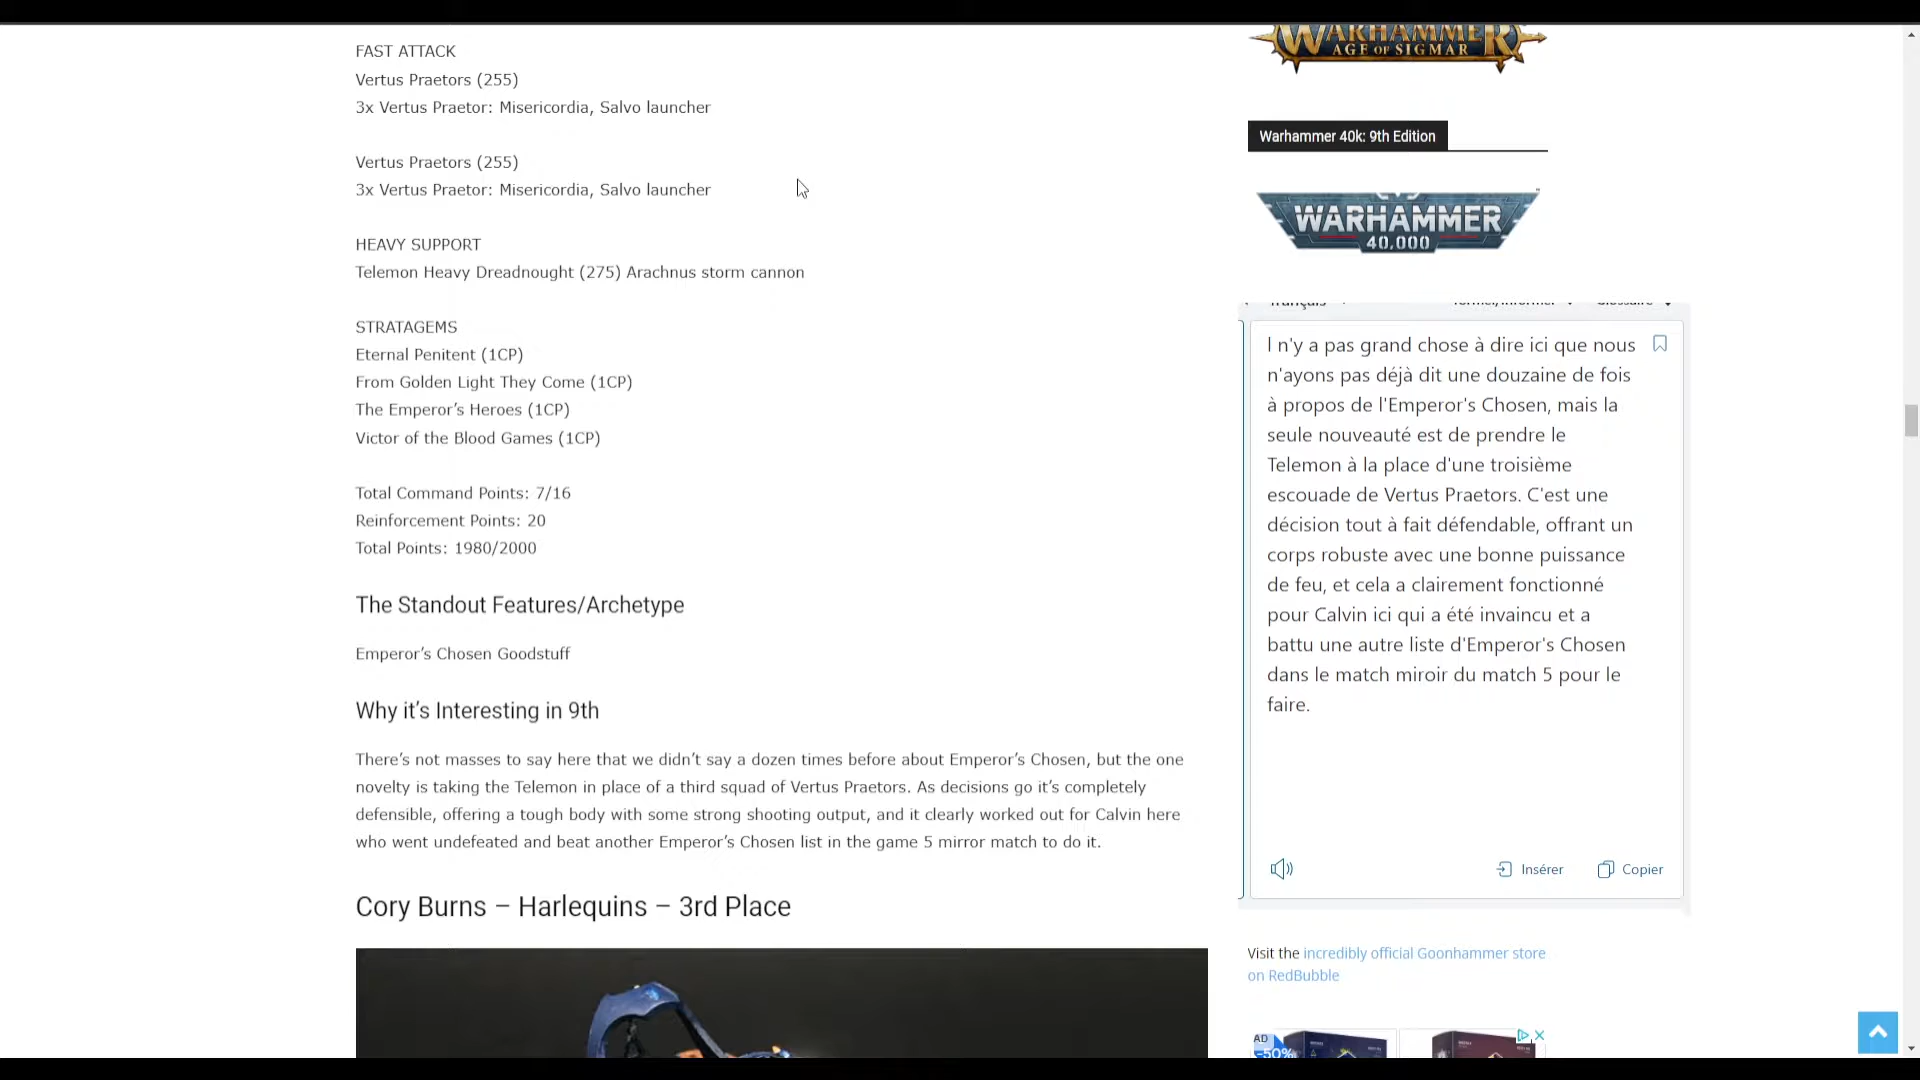 FAST ATTACK
Vertus Praetors (255)
3x Vertus Praetor: Misericordia, Salvo launcher
Vertus Praetors (255)
3x Vertus Praetor: Misericordia, Salvo launcher
HEAVY SUPPORT
Telemon Heavy Dreadnought (275) Arachnus storm cannon
STRATAGEMS
Eternal Penitent (1CP)
From Golden Light They Come (1CP)
The Emperor’s Heroes (1CP)
Victor of the Blood Games (1CP)
Total Command Points: 7/16
Reinforcement Points: 20
Total Points: 1980/2000
The Standout Features/Archetype
Emperor’s Chosen Goodstuff
Why it’s Interesting in 9th
There’s not masses to say here that we didn’t say a dozen times before about Emperor’s Chosen, but the one
novelty is taking the Telemon in place of a third squad of Vertus Praetors. As decisions go it’s completely
defensible, offering a tough body with some strong shooting output, and it clearly worked out for Calvin here
who went undefeated and beat another Emperor’s Chosen list in the game 5 mirror match to do it.
Cory Burns – Harlequins – 3rd Place
WARHAMMER
AGE OF SIGMAR
Warhammer 40k: 9th Edition
WARHAMMER
40,000
français
l n'y a pas grand chose à dire ici que nous
n'ayons pas déjà dit une douzaine de fois
à propos de l'Emperor's Chosen, mais la
seule nouveauté est de prendre le
Telemon à la place d'une troisième
escouade de Vertus Praetors. C'est une
décision tout à fait défendable, offrant un
corps robuste avec une bonne puissance
de feu, et cela a clairement fonctionné
pour Calvin ici qui a été invaincu et a
battu une autre liste d'Emperor's Chosen
dans le match miroir du match 5 pour le
faire.
Insérer Copier
Visit the incredibly official Goonhammer store
on RedBubble
AD
-50%